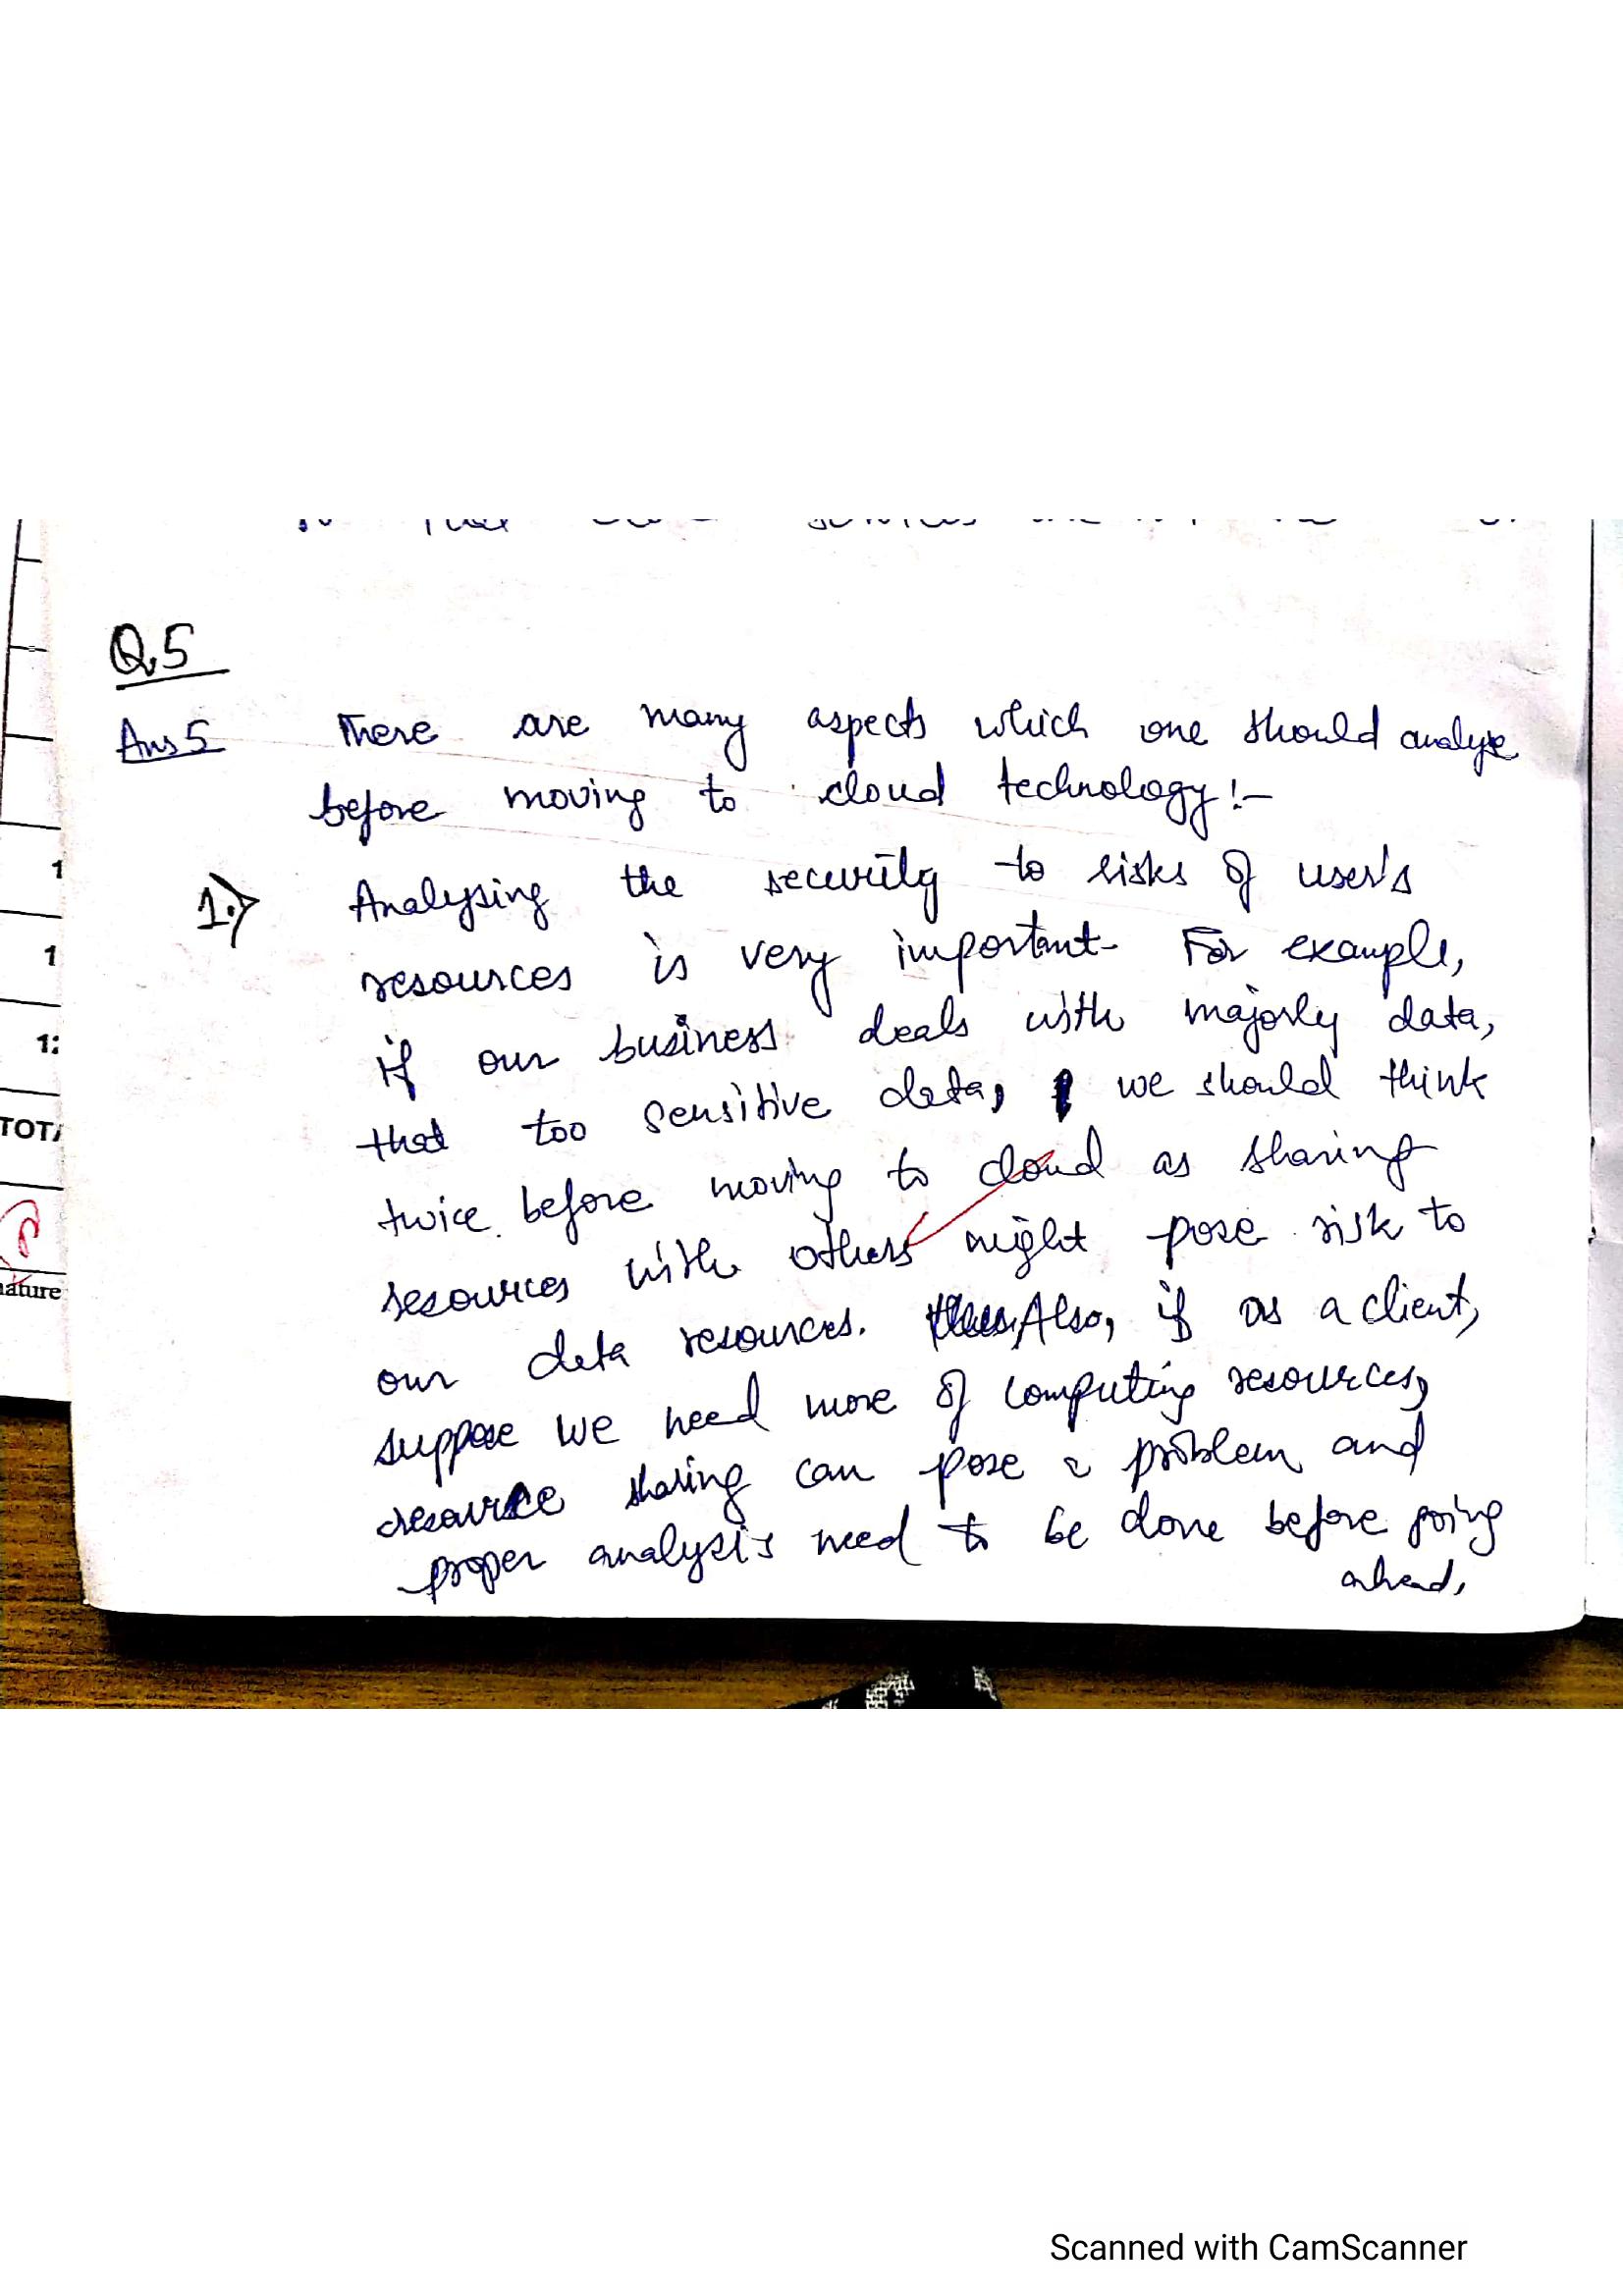 Q.5
Ans 5 There are many aspects which one should analyse
before moving to cloud technology:-
1.) Analysing the security to risks of user's
resources is very important. For example,
if our business deals with majorly data,
that too sensitive data, we should think
twice before moving to cloud as sharing
resources with others might pose risk to
our data resources. Also, if as a client,
suppose we need more of computing resources,
resource sharing can pose a problem and
proper analysis need to be done before going
ahead.
1
1
12
TOTA
nature
Scanned with CamScanner